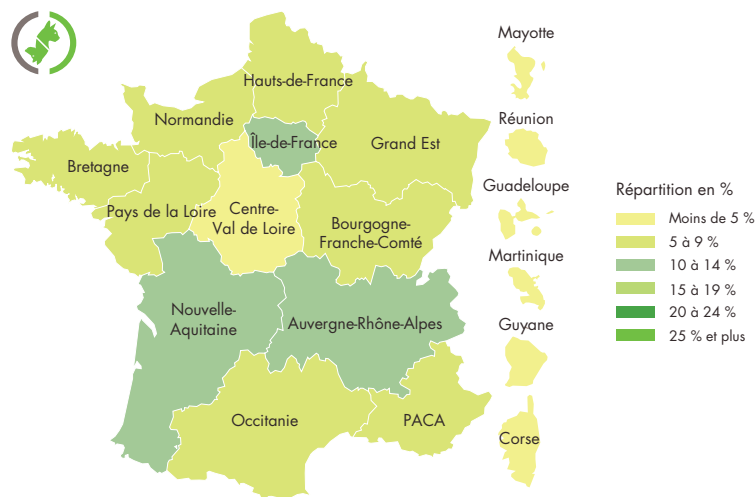 Mayotte
Hauts-de-France
Normandie
Réunion
Île-de-France
Grand Est
Bretagne
Guadeloupe
Répartition en %
Pays de la Loire
Centre-
Val de Loire
Bourgogne-
Franche-Comté
Moins de 5 %
5 à 9 %
Martinique
10 à 14 %
15 à 19 %
Nouvelle-
Aquitaine
20 à 24 %
Auvergne-Rhône-Alpes
Guyane
25 % et plus
Occitanie
PACA
Corse